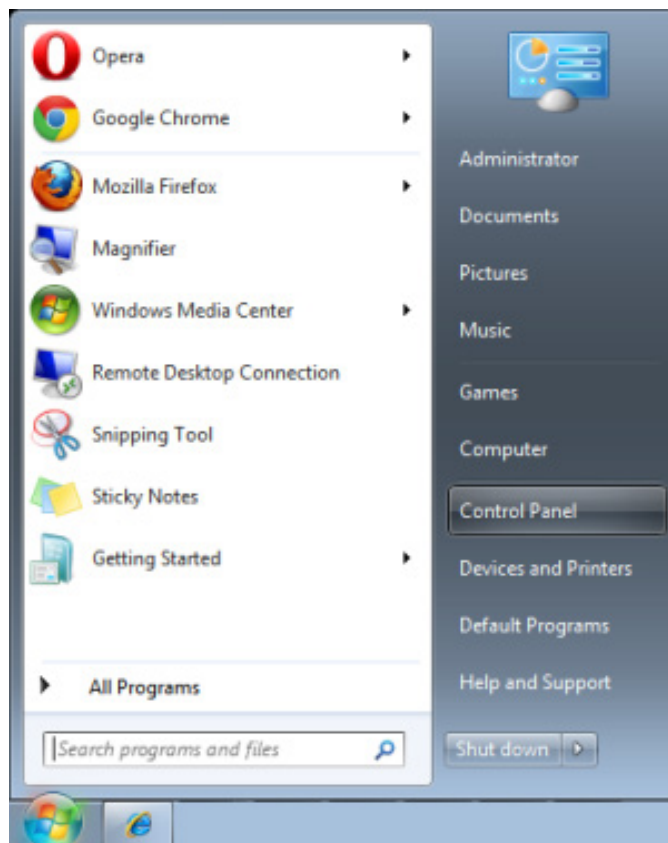 Opera
Google Chrome
Mozilla Firefox
Magnifier
Windows Media Center
Remote Desktop Connection
Snipping Tool
Sticky Notes
Getting Started
All Programs
Search programs and files
Administrator
Documents
Pictures
Music
Games
Computer
Control Panel
Devices and Printers
Default Programs
Help and Support
Shut down